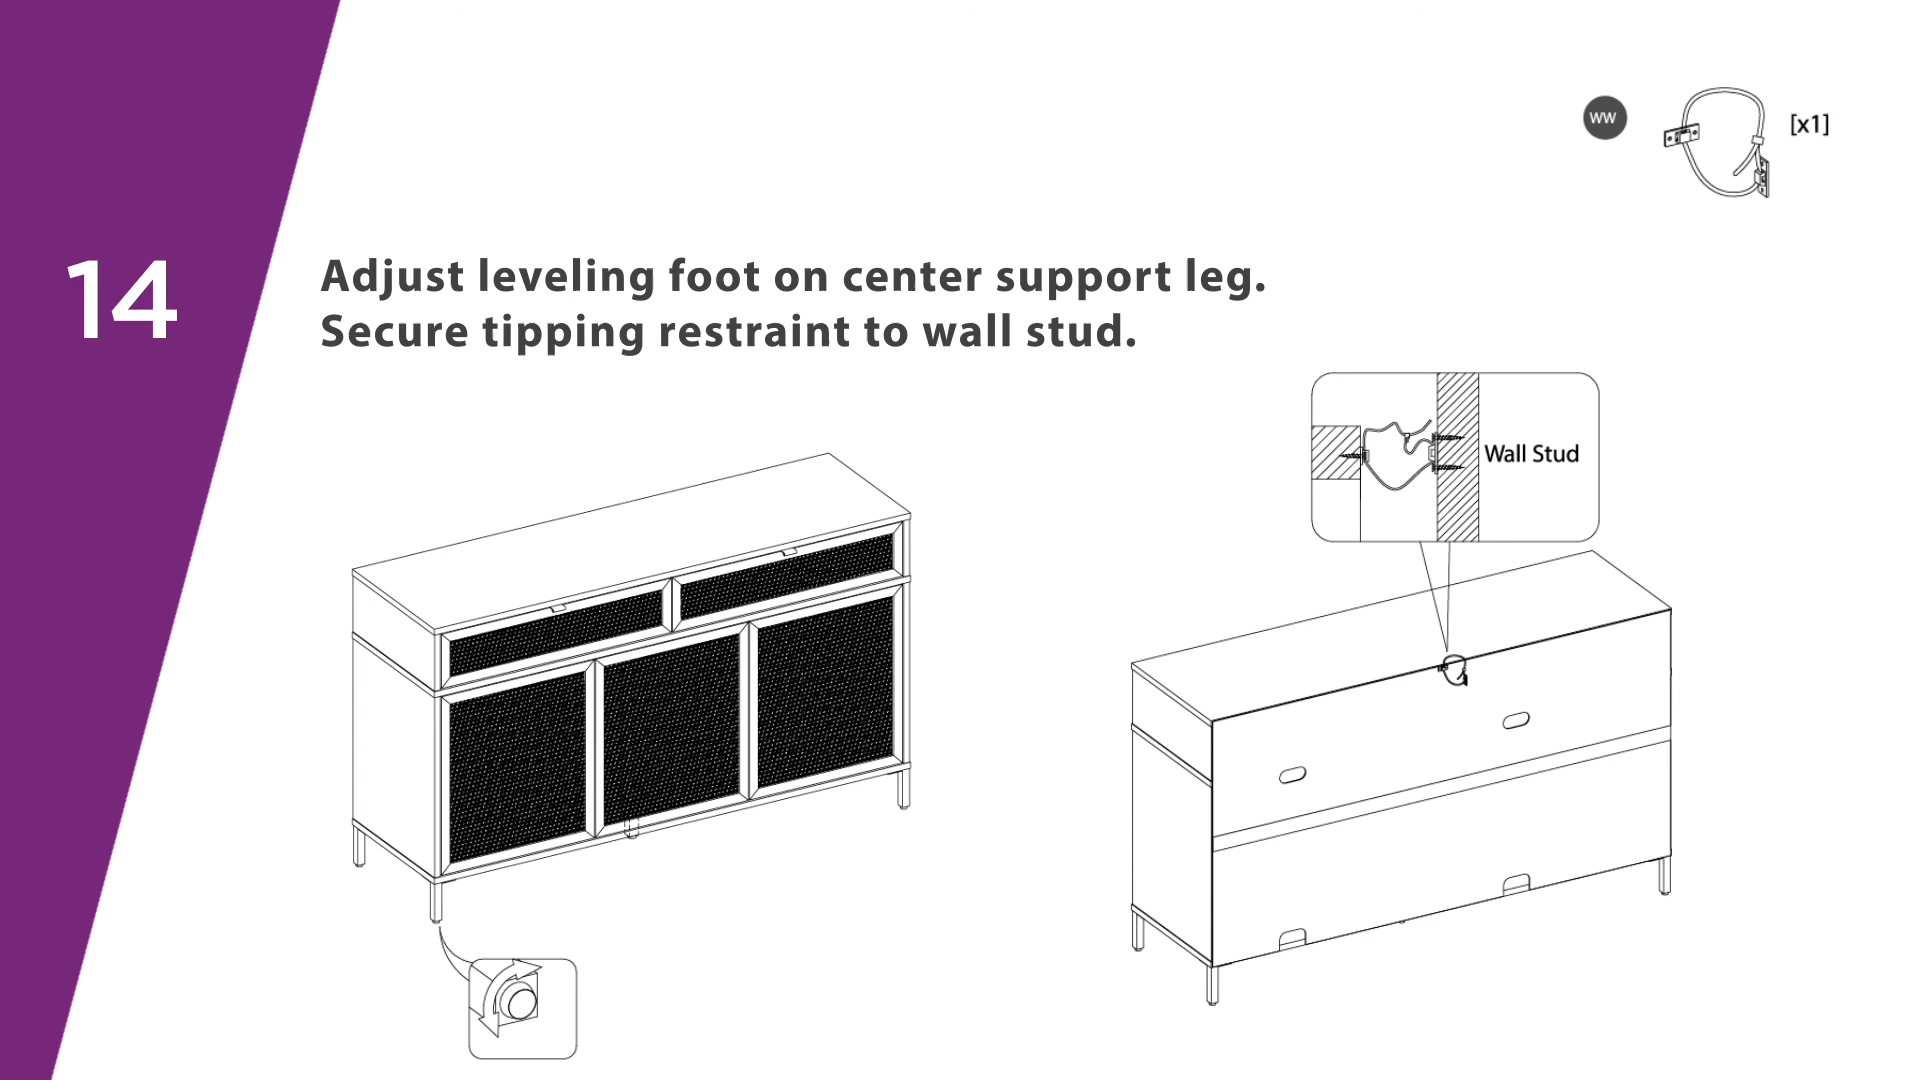 WW
[x1]
14
Adjust leveling foot on center support leg.
Secure tipping restraint to wall stud.
Wall Stud